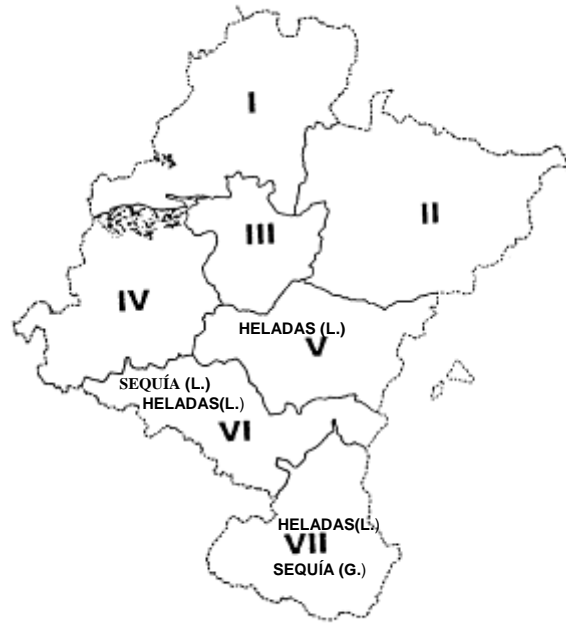 I
II
III
IV
HELADAS (L.)
V
SEQUÍA (L.)
HELADAS(L.)
VI
HELADAS(L.)
VII
SEQUÍA (G.)